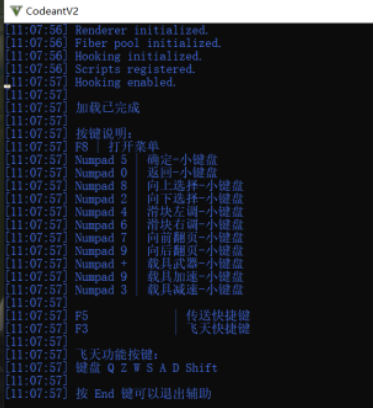 CodeantV2
[11:07:56] Renderer initialized.
[11:07:56] Fiber pool initialized.
[11:07:56] Hooking initialized.
[11:07:56] Scripts registered.
[11:07:57] Hooking enabled.
[11:07:57]
[11:07:57] 加载已完成
[11:07:57]
[11:07:57] 按键说明:
[11:07:57] F8 | 打开菜单
[11:07:57] Numpad 5 | 确定-小键盘
[11:07:57] Numpad 0 | 返回-小键盘
[11:07:57] Numpad 8 | 向上选择-小键盘
[11:07:57] Numpad 2 | 向下选择-小键盘
[11:07:57] Numpad 4 | 滑块左调-小键盘
[11:07:57] Numpad 6 | 滑块右调-小键盘
[11:07:57] Numpad 7 | 向前翻页-小键盘
[11:07:57] Numpad 9 | 向后翻页-小键盘
[11:07:57] Numpad + | 载具武器-小键盘
[11:07:57] Numpad 9 | 载具加速-小键盘
[11:07:57] Numpad 3 | 载具减速-小键盘
[11:07:57]
[11:07:57] F5 | 传送快捷键
[11:07:57] F3 | 飞天快捷键
[11:07:57]
[11:07:57] 飞天功能按键:
[11:07:57] 键盘 Q Z W S A D Shift
[11:07:57]
[11:07:57] 按 End 键可以退出辅助